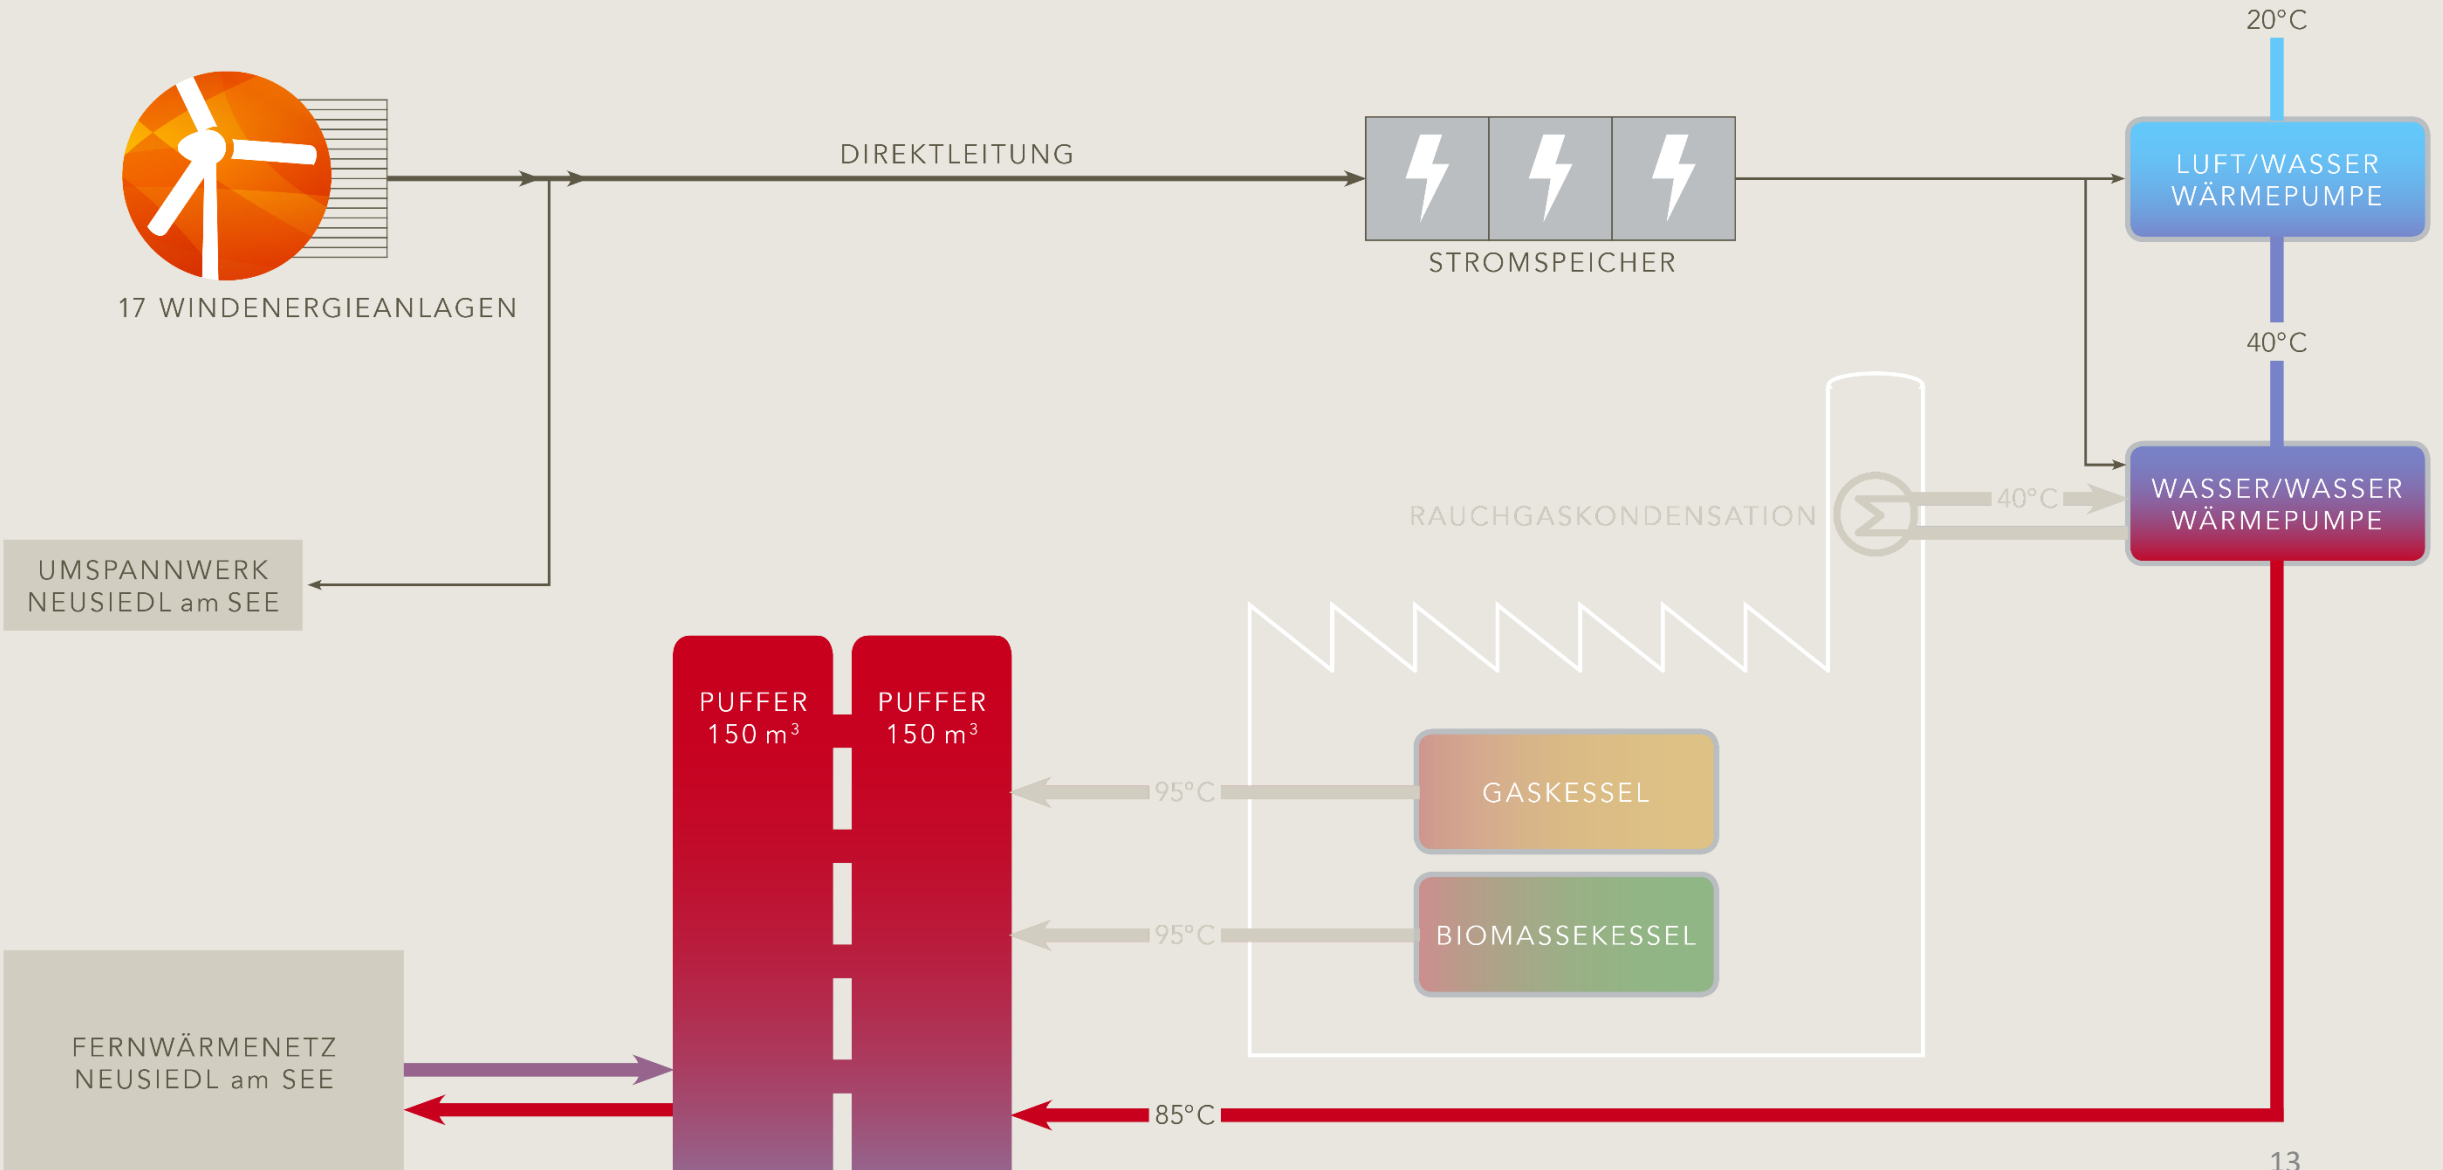 20°C
DIREKTLEITUNG
LUFT/WASSER
WÄRMEPUMPE
STROMSPEICHER
17 WINDENERGIEANLAGEN
40°C
WASSER/WASSER
WÄRMEPUMPE
40°C
RAUCHGASKONDENSATION
UMSPANNWERK
NEUSIEDL am SEE
PUFFER
150 m³
PUFFER
150 m³
95°C
GASKESSEL
95°C
BIOMASSEKESSEL
FERNWÄRMENETZ
NEUSIEDL am SEE
85°C
13